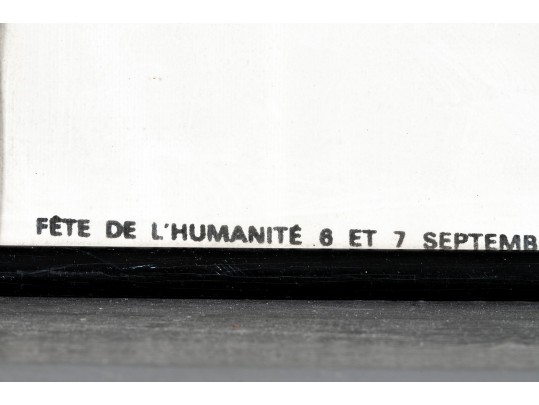 FÊTE DE L'HUMANITÉ 6 ET 7 SEPTEMB